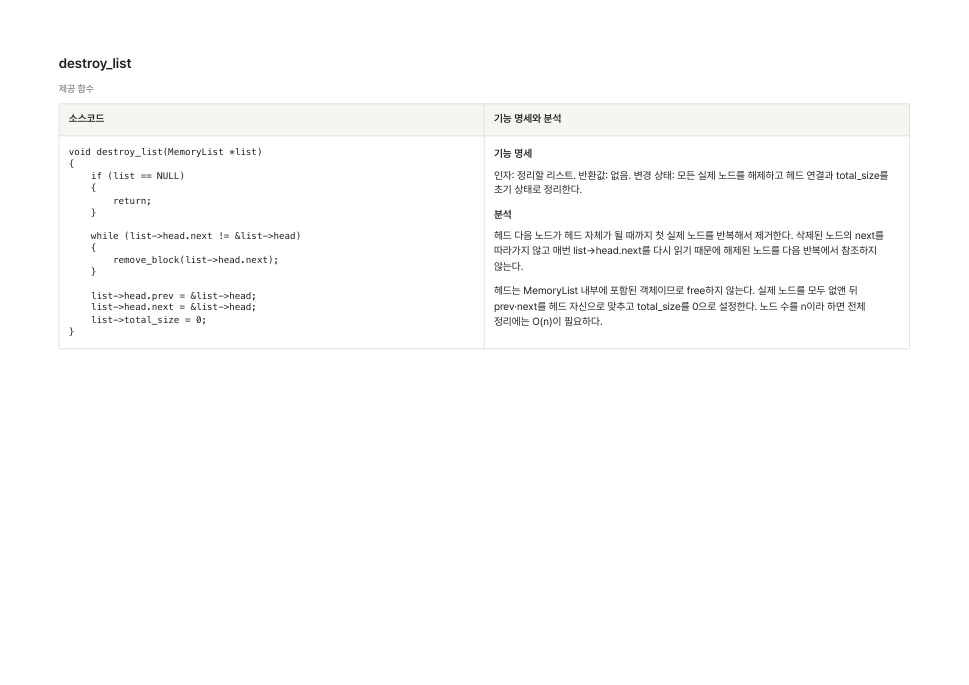 destroy_list
제공 함수
소스코드
기능 명세와 분석
void destroy_list(MemoryList *list)
{
    if (list == NULL)
    {
        return;
    }
    while (list->head.next != &list->head)
    {
        remove_block(list->head.next);
    }
    list->head.prev = &list->head;
    list->head.next = &list->head;
    list->total_size = 0;
}
기능 명세
인자: 정리할 리스트. 반환값: 없음. 변경 상태: 모든 실제 노드를 해제하고 헤드 연결과 total_size를
초기 상태로 정리한다.
분석
헤드 다음 노드가 헤드 자체가 될 때까지 첫 실제 노드를 반복해서 제거한다. 삭제된 노드의 next를
따라가지 않고 매번 list→head.next를 다시 읽기 때문에 해제된 노드를 다음 반복에서 참조하지
않는다.
헤드는 MemoryList 내부에 포함된 객체이므로 free하지 않는다. 실제 노드를 모두 없앤 뒤
prev·next를 헤드 자신으로 맞추고 total_size를 0으로 설정한다. 노드 수를 n이라 하면 전체
정리에는 O(n)이 필요하다.